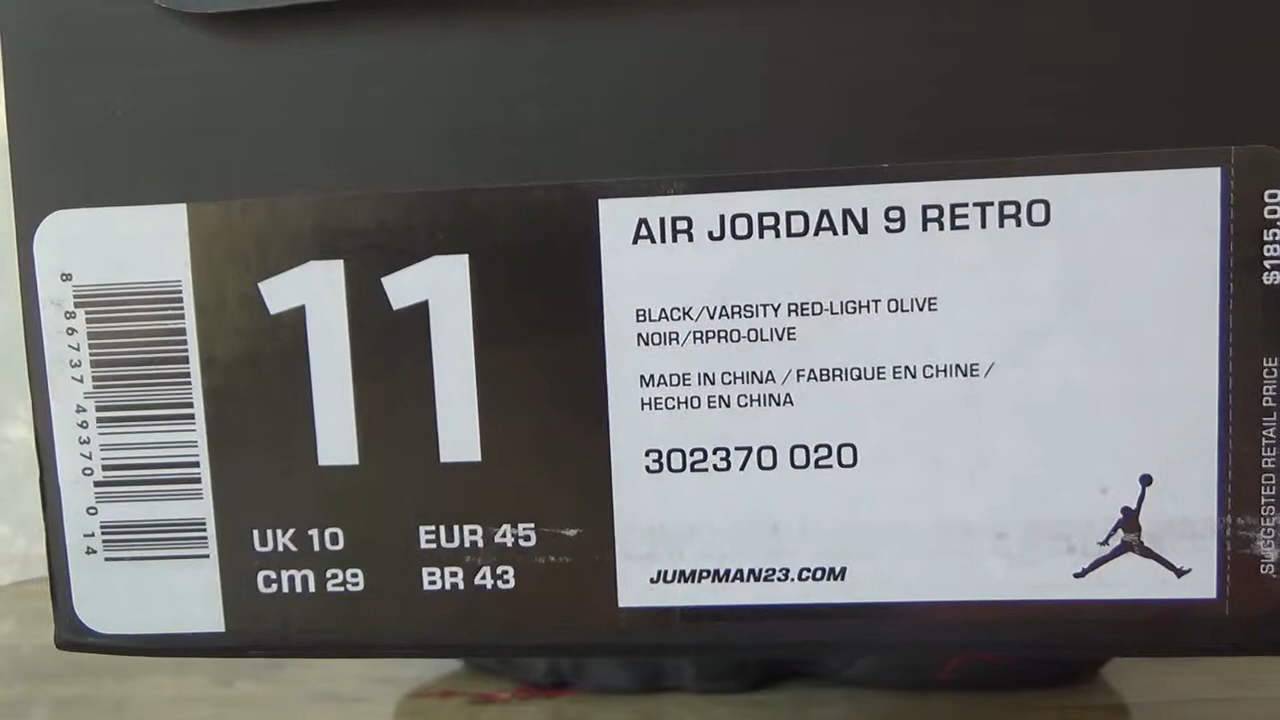 8 86737 49370 0 14
11
UK 10
EUR 45
cm 29
BR 43
AIR JORDAN 9 RETRO
BLACK/VARSITY RED-LIGHT OLIVE
NOIR/RPRO-OLIVE
MADE IN CHINA / FABRIQUE EN CHINE /
HECHO EN CHINA
302370 020
JUMPMAN23.COM
SUGGESTED RETAIL PRICE
$185.00